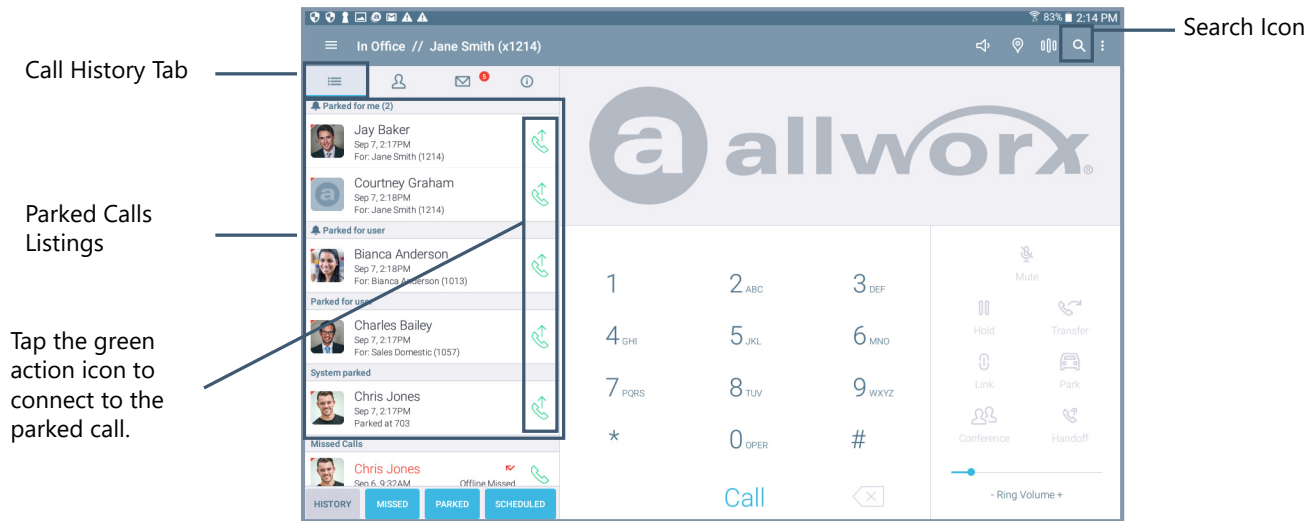 83% 2:14 PM
In Office // Jane Smith (x1214)
Search Icon
Call History Tab
5
Parked for me (2)
Jay Baker
Sep 7, 2:17PM
For: Jane Smith (1214)
Courtney Graham
Sep 7, 2:18PM
For: Jane Smith (1214)
Parked Calls
Listings
Parked for user
Bianca Anderson
Sep 7, 2:18PM
For: Bianca Anderson (1013)
Parked for user
Charles Bailey
Sep 7, 2:17PM
For: Sales Domestic (1057)
Tap the green
action icon to
connect to the
parked call.
System parked
Chris Jones
Sep 7, 2:17PM
Parked at 703
Missed Calls
Chris Jones
Sep 6, 9:32AM Offline Missed
HISTORY MISSED PARKED SCHEDULED
a allworx®
1 2 ABC 3 DEF
4 GHI 5 JKL 6 MNO
7 PQRS 8 TUV 9 WXYZ
* 0 OPER #
Call
Mute
Hold Transfer
Link Park
Conference Handoff
- Ring Volume +